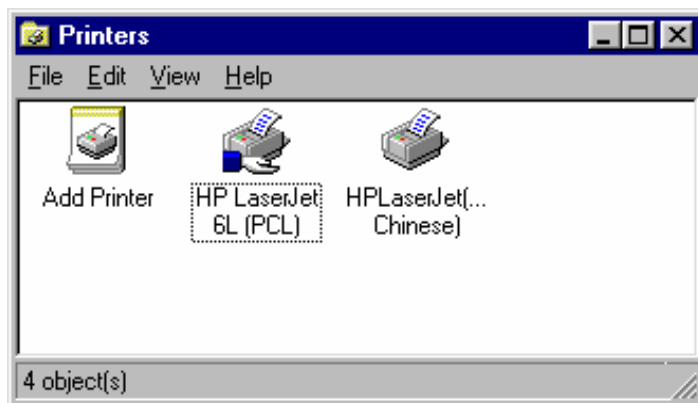 Printers
File Edit View Help
Add Printer
HP LaserJet
6L (PCL)
HPLaserJet(...
Chinese)
4 object(s)